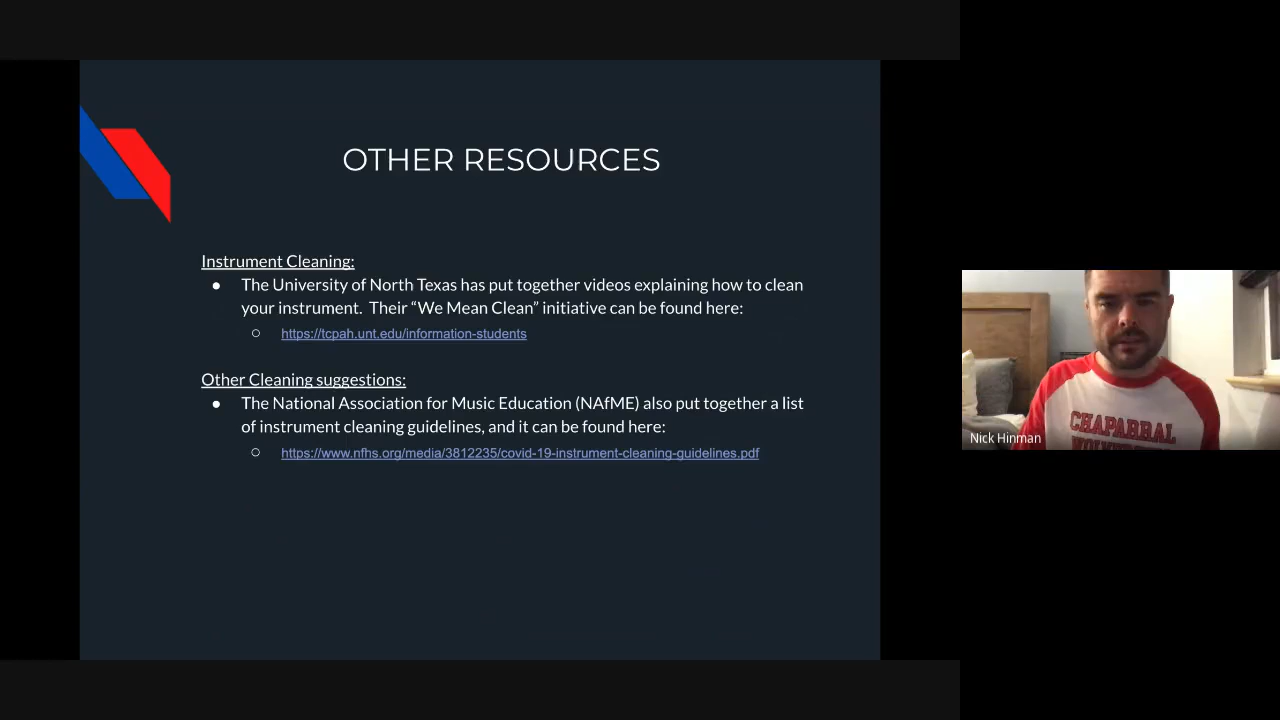 OTHER RESOURCES
Instrument Cleaning:
● The University of North Texas has put together videos explaining how to clean
your instrument.  Their “We Mean Clean” initiative can be found here:
○ https://tcpah.unt.edu/information-students
Other Cleaning suggestions:
● The National Association for Music Education (NAfME) also put together a list
of instrument cleaning guidelines, and it can be found here:
○ https://www.nfhs.org/media/3812235/covid-19-instrument-cleaning-guidelines.pdf
CHAPARRAL
Nick Hinman